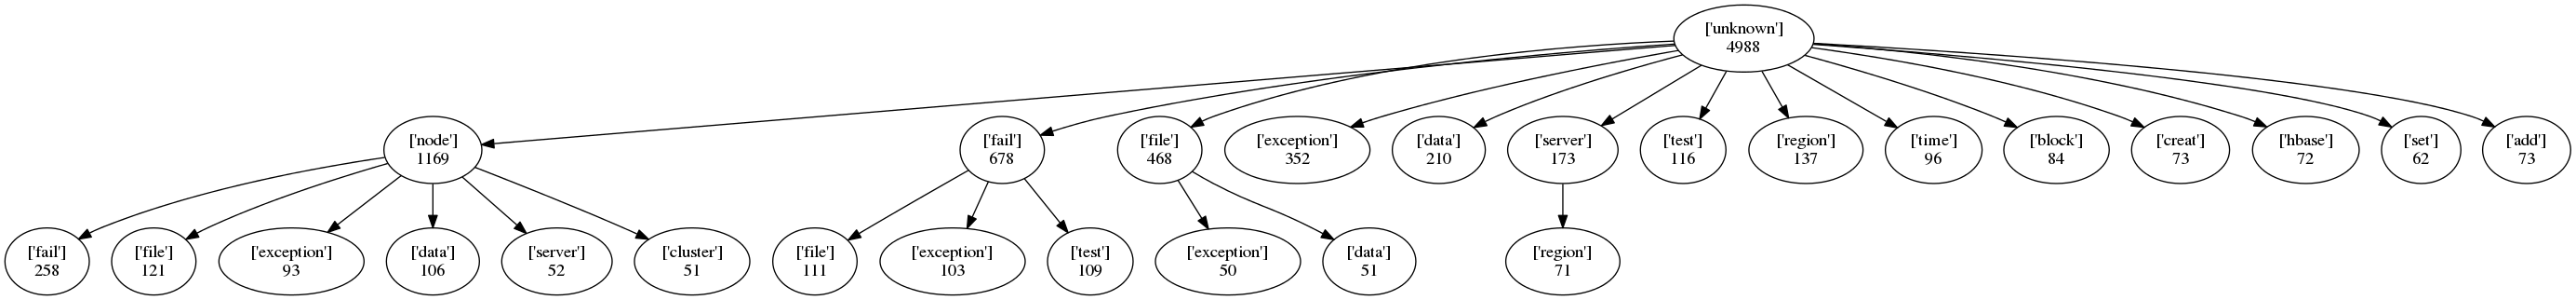 ['unknown']
4988
['node']
1169
['fail']
678
['file']
468
['exception']
352
['data']
210
['server']
173
['test']
116
['region']
137
['time']
96
['block']
84
['creat']
73
['hbase']
72
['set']
62
['add']
73
['fail']
258
['file']
121
['exception']
93
['data']
106
['server']
52
['cluster']
51
['file']
111
['exception']
103
['test']
109
['exception']
50
['data']
51
['region']
71